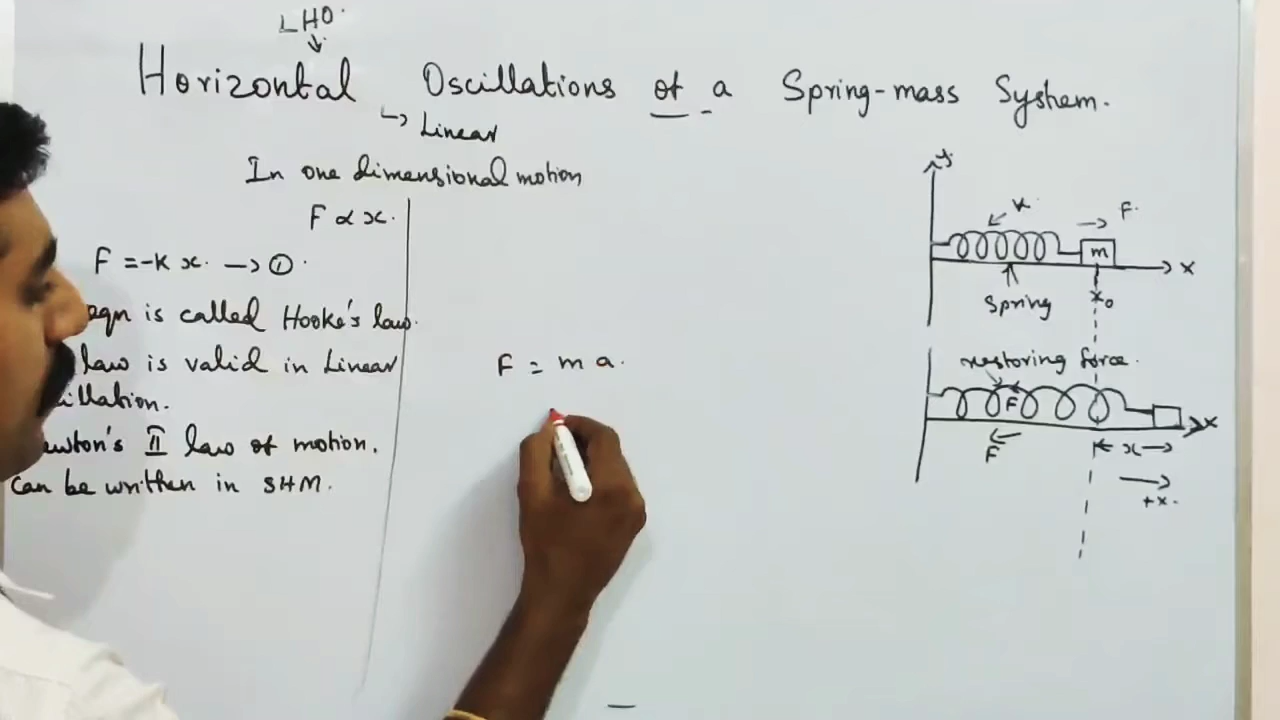 LHO.
Horizontal Oscillations of a Spring-mass System.
↳ Linear
In one dimensional motion
F ∝ x.
F = -K x. → ①.
eqn is called Hooke's law.
law is valid in Linear
illation.
ewton's II law of motion.
can be written in SHM.
F = m a.
y
K
F.
m
x
Spring
x₀
restoring force.
F
x
F
x
+x.